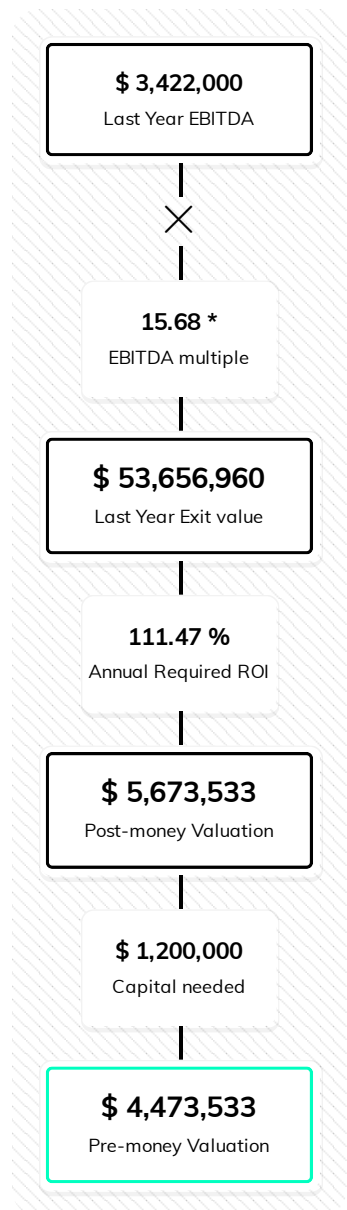 $ 3,422,000
Last Year EBITDA
15.68 *
EBITDA multiple
$ 53,656,960
Last Year Exit value
111.47 %
Annual Required ROI
$ 5,673,533
Post-money Valuation
$ 1,200,000
Capital needed
$ 4,473,533
Pre-money Valuation